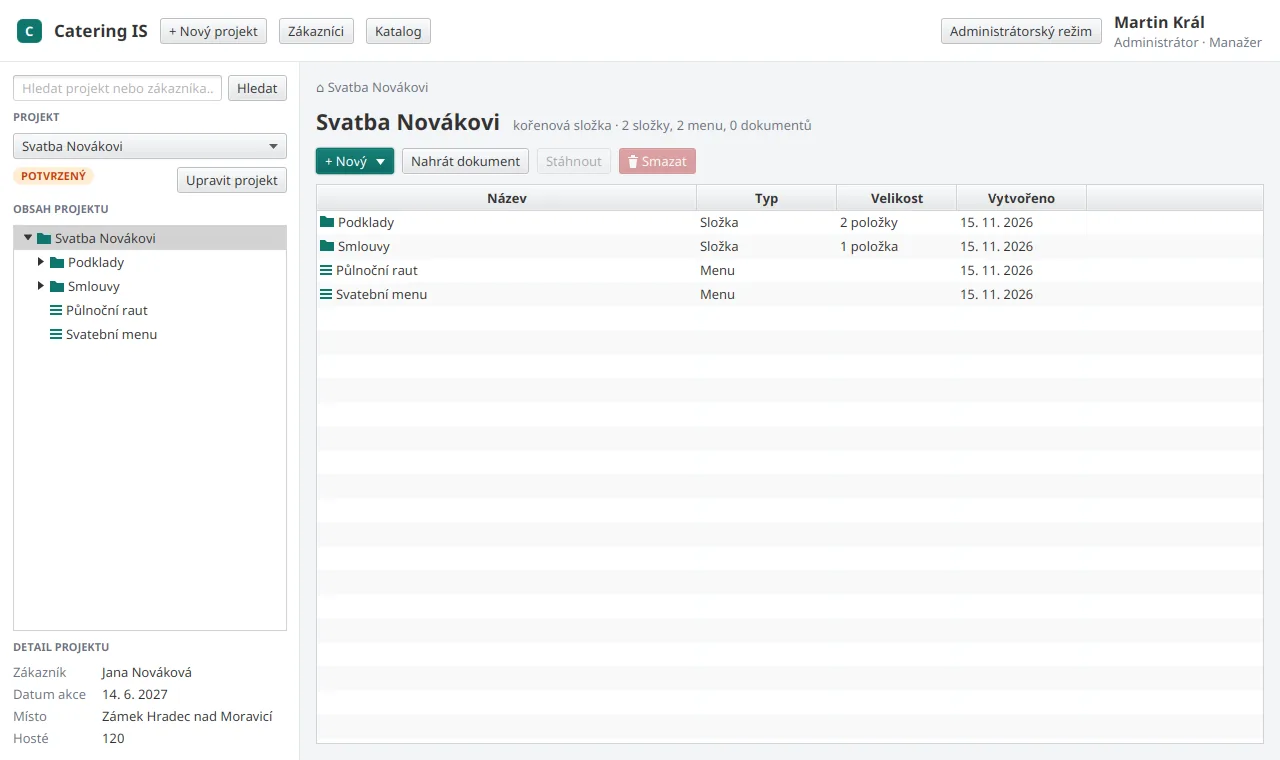 C Catering IS + Nový projekt Zákazníci Katalog Administrátorský režim Martin Král
Administrátor · Manažer
Hledat projekt nebo zákazníka.. Hledat
PROJEKT
Svatba Novákovi
POTVRZENÝ Upravit projekt
OBSAH PROJEKTU
Svatba Novákovi
Podklady
Smlouvy
Půlnoční raut
Svatební menu
DETAIL PROJEKTU
Zákazník Jana Nováková
Datum akce 14. 6. 2027
Místo Zámek Hradec nad Moravicí
Hosté 120
⌂ Svatba Novákovi
Svatba Novákovi kořenová složka · 2 složky, 2 menu, 0 dokumentů
+ Nový Nahrát dokument Stáhnout Smazat
Název Typ Velikost Vytvořeno
Podklady Složka 2 položky 15. 11. 2026
Smlouvy Složka 1 položka 15. 11. 2026
Půlnoční raut Menu 15. 11. 2026
Svatební menu Menu 15. 11. 2026